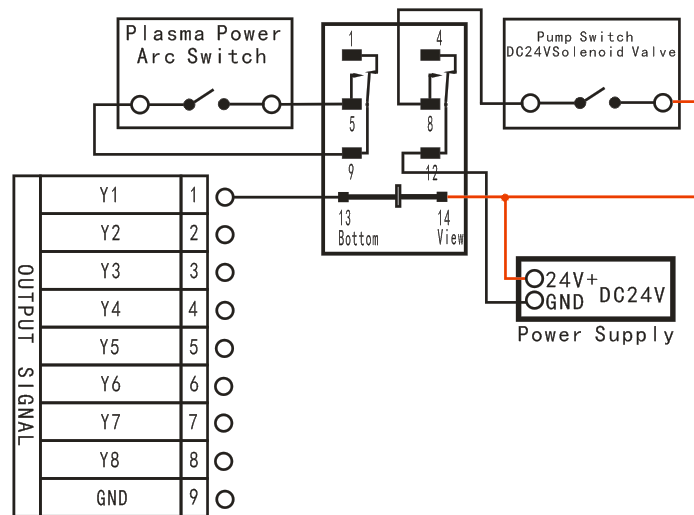 Plasma Power
Arc Switch
1
4
Pump Switch
DC24VSolenoid Valve
5
8
9
12
13
14
Bottom
View
OUTPUT SIGNAL
Y1 1
Y2 2
Y3 3
Y4 4
Y5 5
Y6 6
Y7 7
Y8 8
GND 9
24V+
GND
DC24V
Power Supply